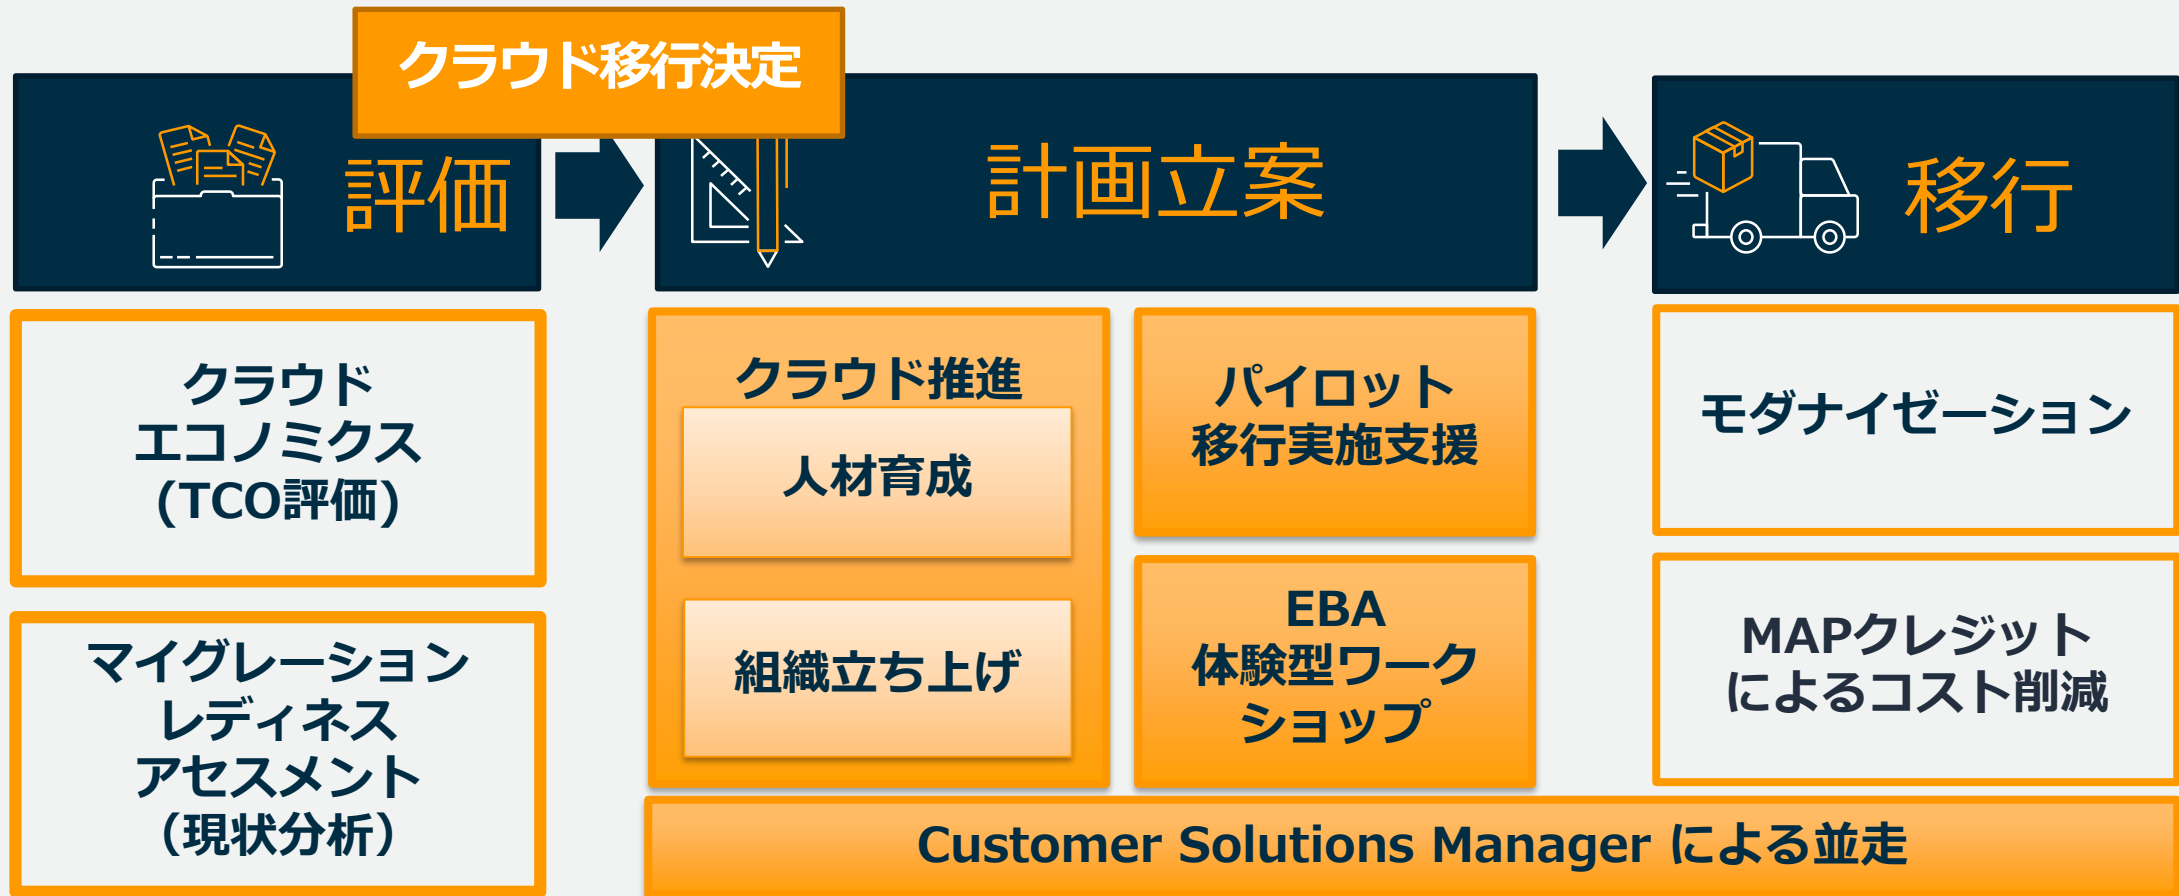 クラウド移行決定
評価
計画立案
移行
クラウド
エコノミクス
(TCO評価)
マイグレーション
レディネス
アセスメント
（現状分析）
クラウド推進
人材育成
組織立ち上げ
パイロット
移行実施支援
EBA
体験型ワーク
ショップ
モダナイゼーション
MAPクレジット
によるコスト削減
Customer Solutions Manager による並走